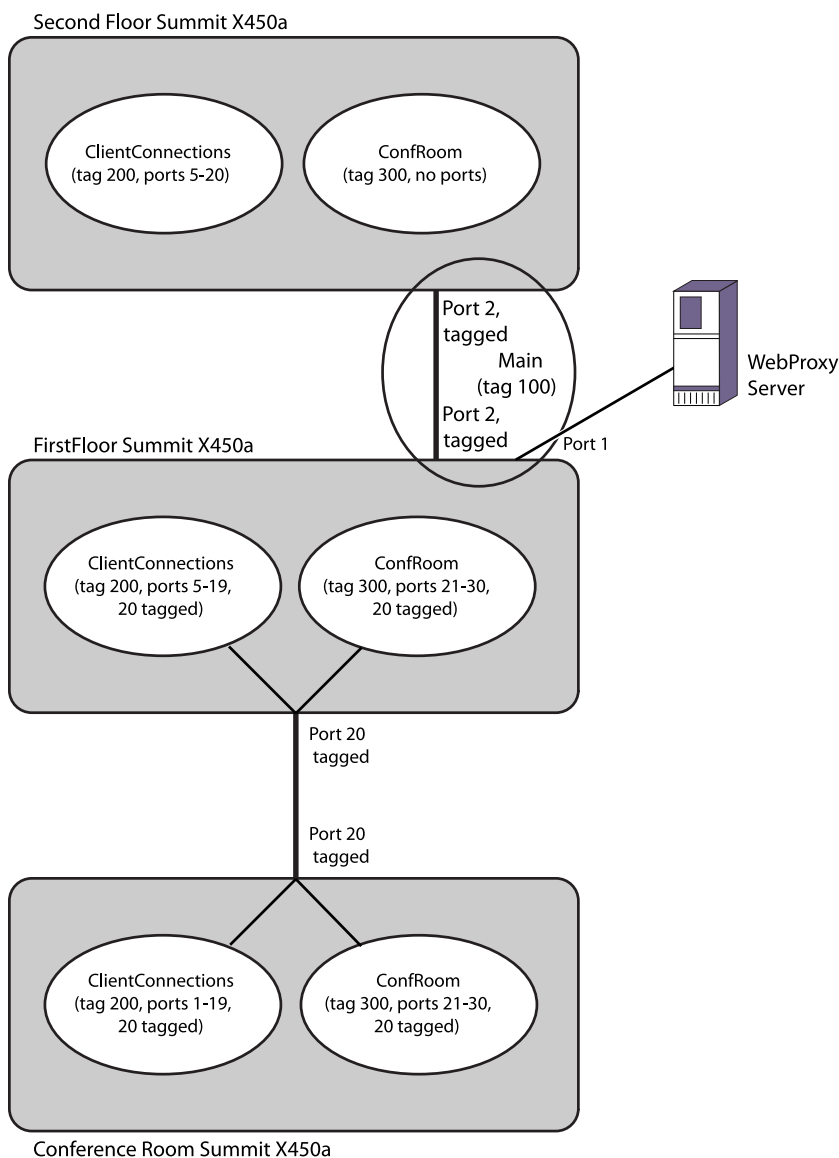 Second Floor Summit X450a
ClientConnections
(tag 200, ports 5-20)
ConfRoom
(tag 300, no ports)
Port 2,
tagged
Main
(tag 100)
Port 2,
tagged
WebProxy
Server
Port 1
FirstFloor Summit X450a
ClientConnections
(tag 200, ports 5-19,
20 tagged)
ConfRoom
(tag 300, ports 21-30,
20 tagged)
Port 20
tagged
Port 20
tagged
ClientConnections
(tag 200, ports 1-19,
20 tagged)
ConfRoom
(tag 300, ports 21-30,
20 tagged)
Conference Room Summit X450a